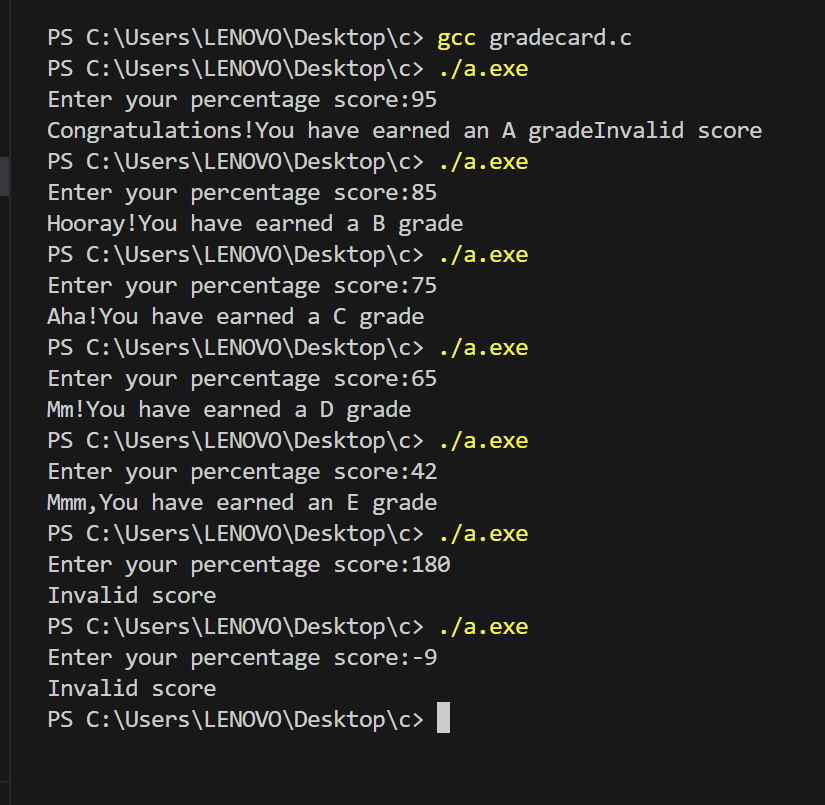 PS C:\Users\LENOVO\Desktop\c> gcc gradecard.c
PS C:\Users\LENOVO\Desktop\c> ./a.exe
Enter your percentage score:95
Congratulations!You have earned an A gradeInvalid score
PS C:\Users\LENOVO\Desktop\c> ./a.exe
Enter your percentage score:85
Hooray!You have earned a B grade
PS C:\Users\LENOVO\Desktop\c> ./a.exe
Enter your percentage score:75
Aha!You have earned a C grade
PS C:\Users\LENOVO\Desktop\c> ./a.exe
Enter your percentage score:65
Mm!You have earned a D grade
PS C:\Users\LENOVO\Desktop\c> ./a.exe
Enter your percentage score:42
Mmm,You have earned an E grade
PS C:\Users\LENOVO\Desktop\c> ./a.exe
Enter your percentage score:180
Invalid score
PS C:\Users\LENOVO\Desktop\c> ./a.exe
Enter your percentage score:-9
Invalid score
PS C:\Users\LENOVO\Desktop\c>